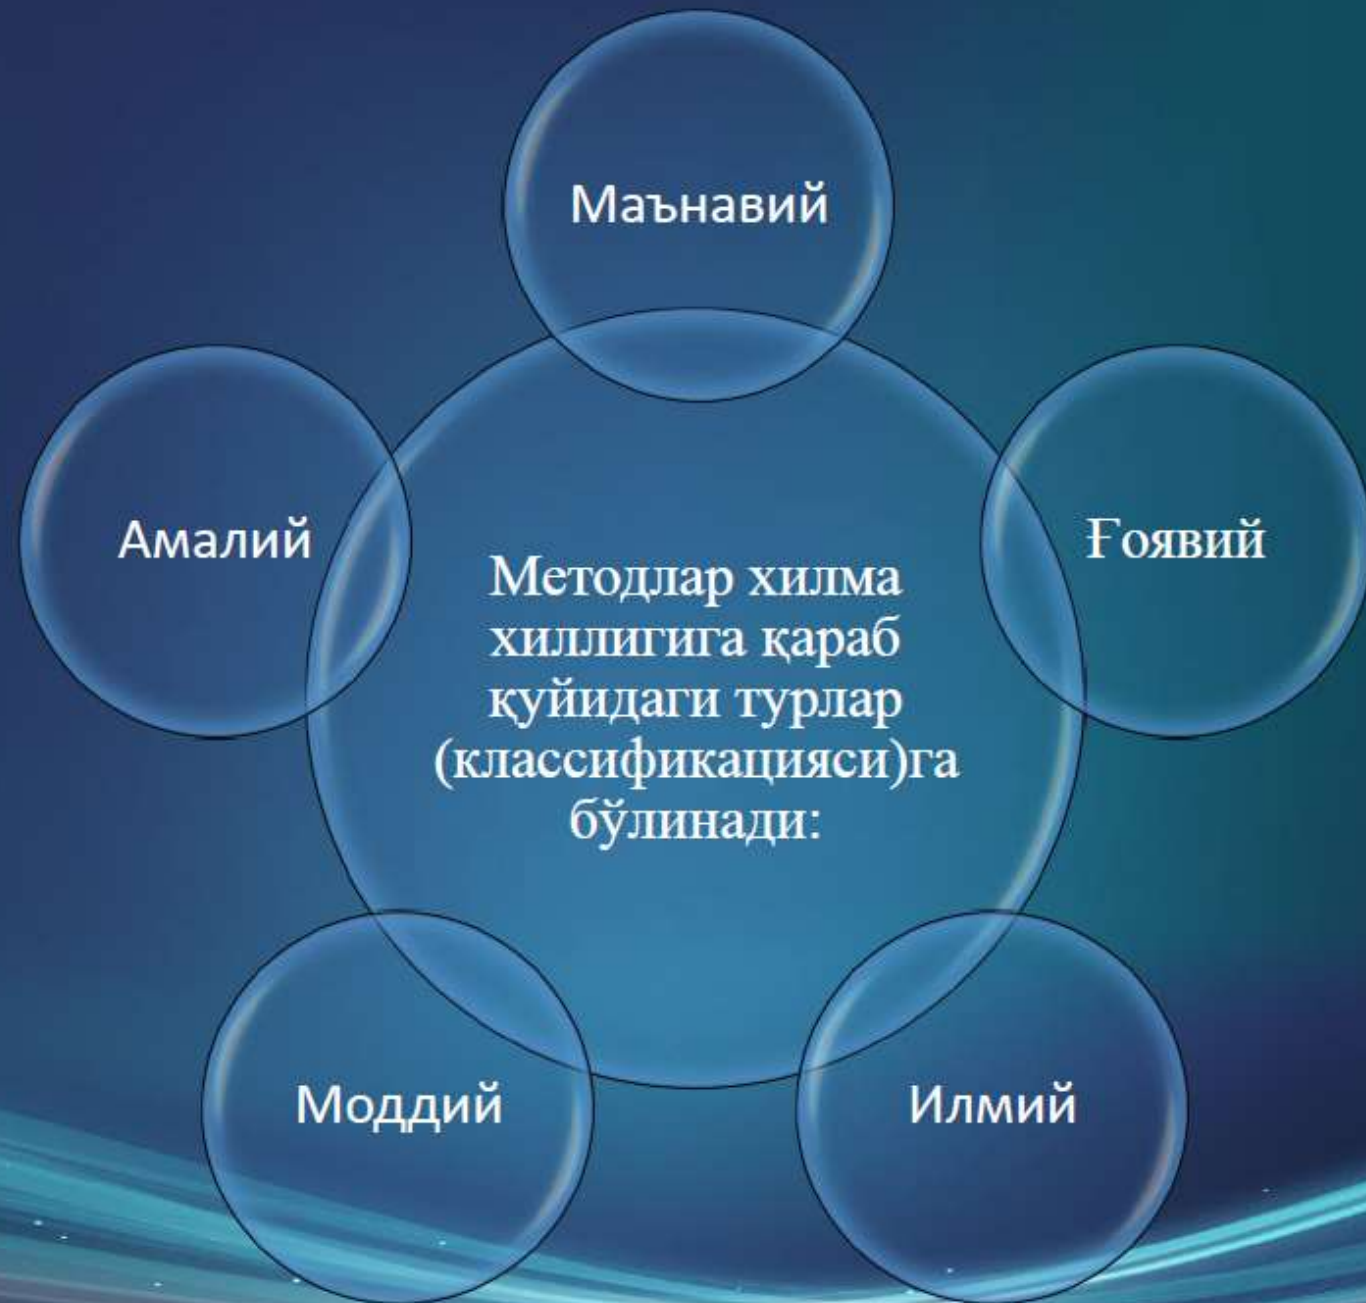 Маънавий
Амалий
Ғоявий
Методлар хилма
хиллигига қараб
қуйидаги турлар
(классификацияси)га
бўлинади:
Моддий
Илмий